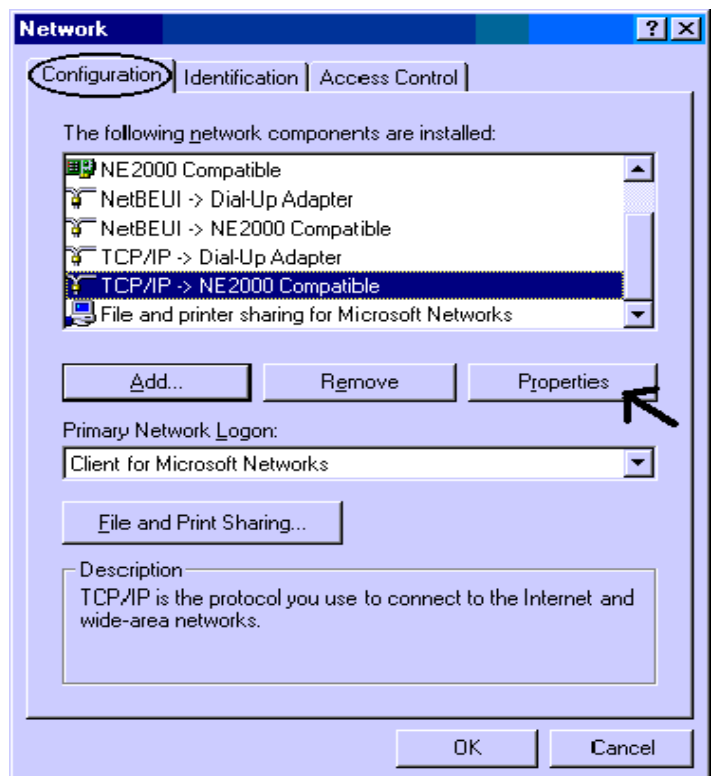 Network
Configuration Identification Access Control
The following network components are installed:
NE2000 Compatible
NetBEUI -> Dial-Up Adapter
NetBEUI -> NE2000 Compatible
TCP/IP -> Dial-Up Adapter
TCP/IP -> NE2000 Compatible
File and printer sharing for Microsoft Networks
Add... Remove Properties
Primary Network Logon:
Client for Microsoft Networks
File and Print Sharing...
Description
TCP/IP is the protocol you use to connect to the Internet and
wide-area networks.
OK Cancel